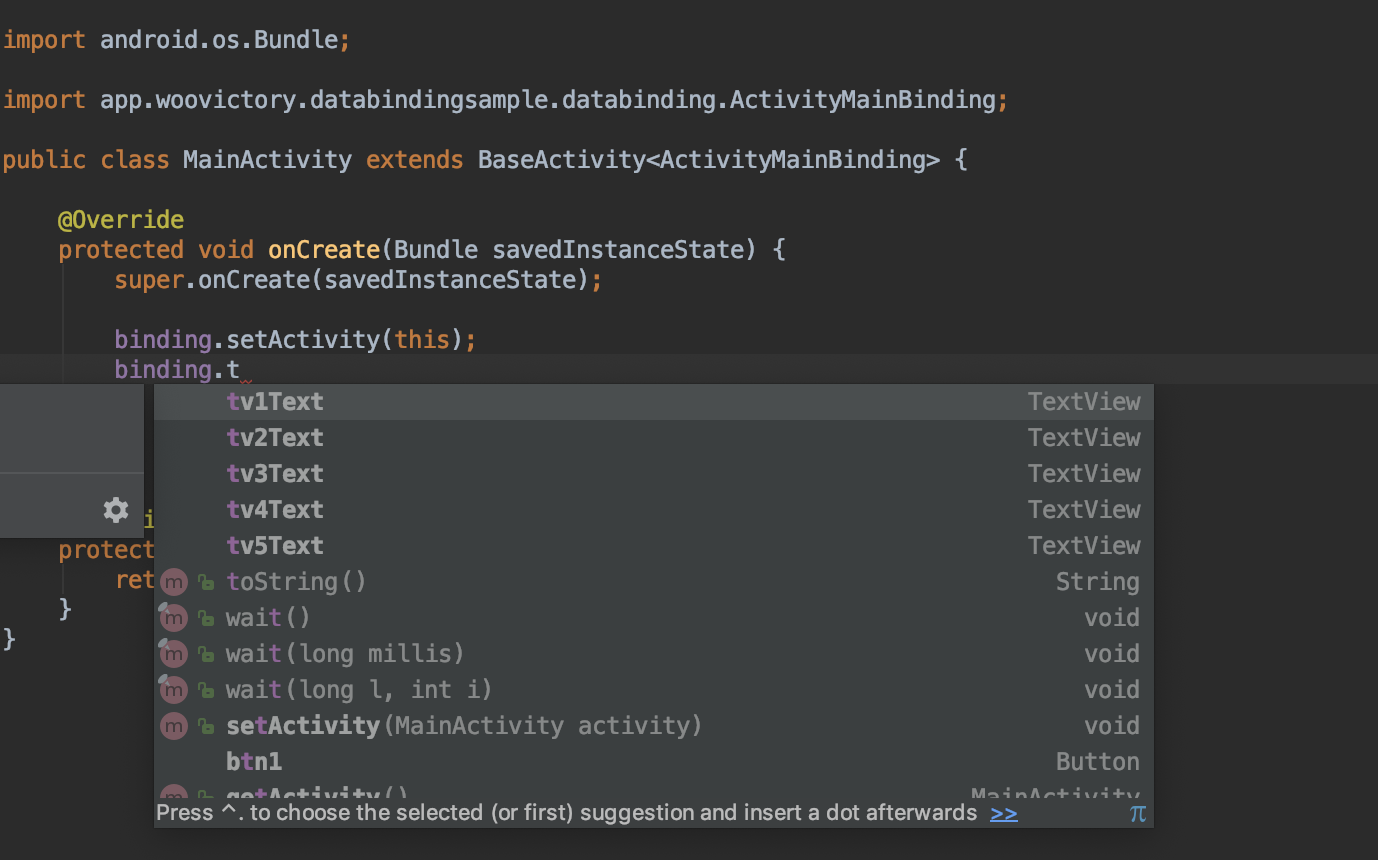 import android.os.Bundle;
import app.woovictory.databindingsample.databinding.ActivityMainBinding;
public class MainActivity extends BaseActivity<ActivityMainBinding> {
@Override
protected void onCreate(Bundle savedInstanceState) {
super.onCreate(savedInstanceState);
binding.setActivity(this);
binding.t
tv1Text TextView
tv2Text TextView
tv3Text TextView
tv4Text TextView
i
tv5Text TextView
protect
m toString() String
ret
m wait() void
}
m wait(long millis) void
}
m wait(long l, int i) void
m setActivity(MainActivity activity) void
btn1 Button
m getActivity() MainActivity
Press ^. to choose the selected (or first) suggestion and insert a dot afterwards >> π